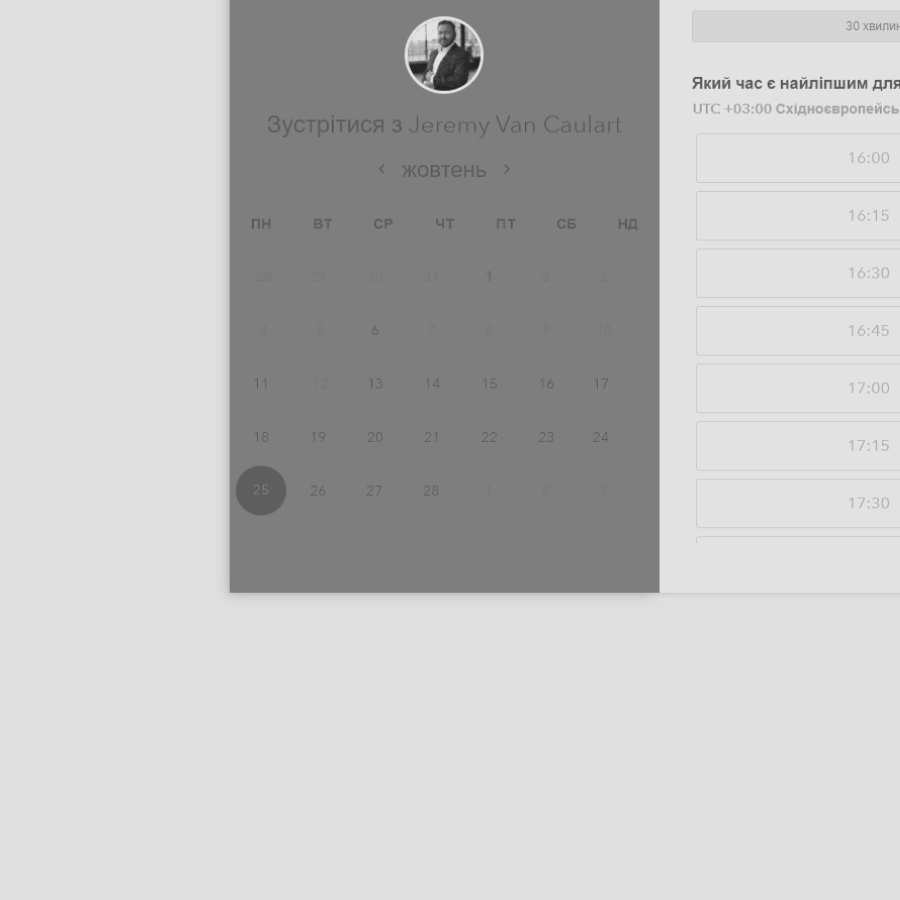 Зустрітися з Jeremy Van Caulart
жовтень
ПН ВТ СР ЧТ ПТ СБ НД
28 29 30 31 1 2 3
4 5 6 7 8 9 10
11 12 13 14 15 16 17
18 19 20 21 22 23 24
25 26 27 28 1 2 3
30 хвилин
Який час є найліпшим для
UTC +03:00 Східноєвропейсь
16:00
16:15
16:30
16:45
17:00
17:15
17:30